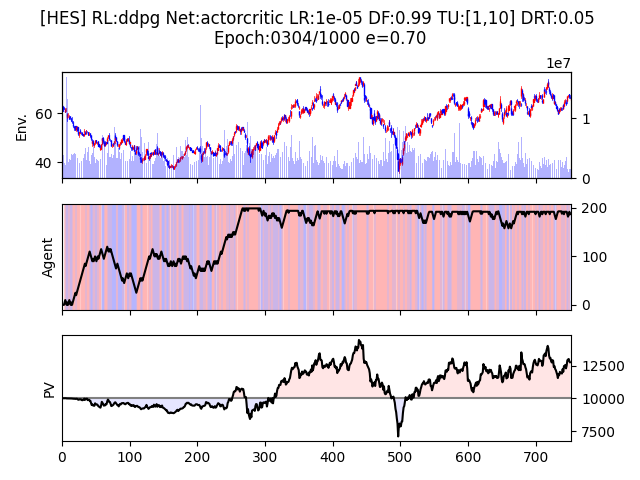 [HES] RL:ddpg Net:actorcritic LR:1e-05 DF:0.99 TU:[1,10] DRT:0.05
Epoch:0304/1000 e=0.70
1e7
Env.
60
40
1
0
Agent
200
100
0
PV
12500
10000
7500
0 100 200 300 400 500 600 700